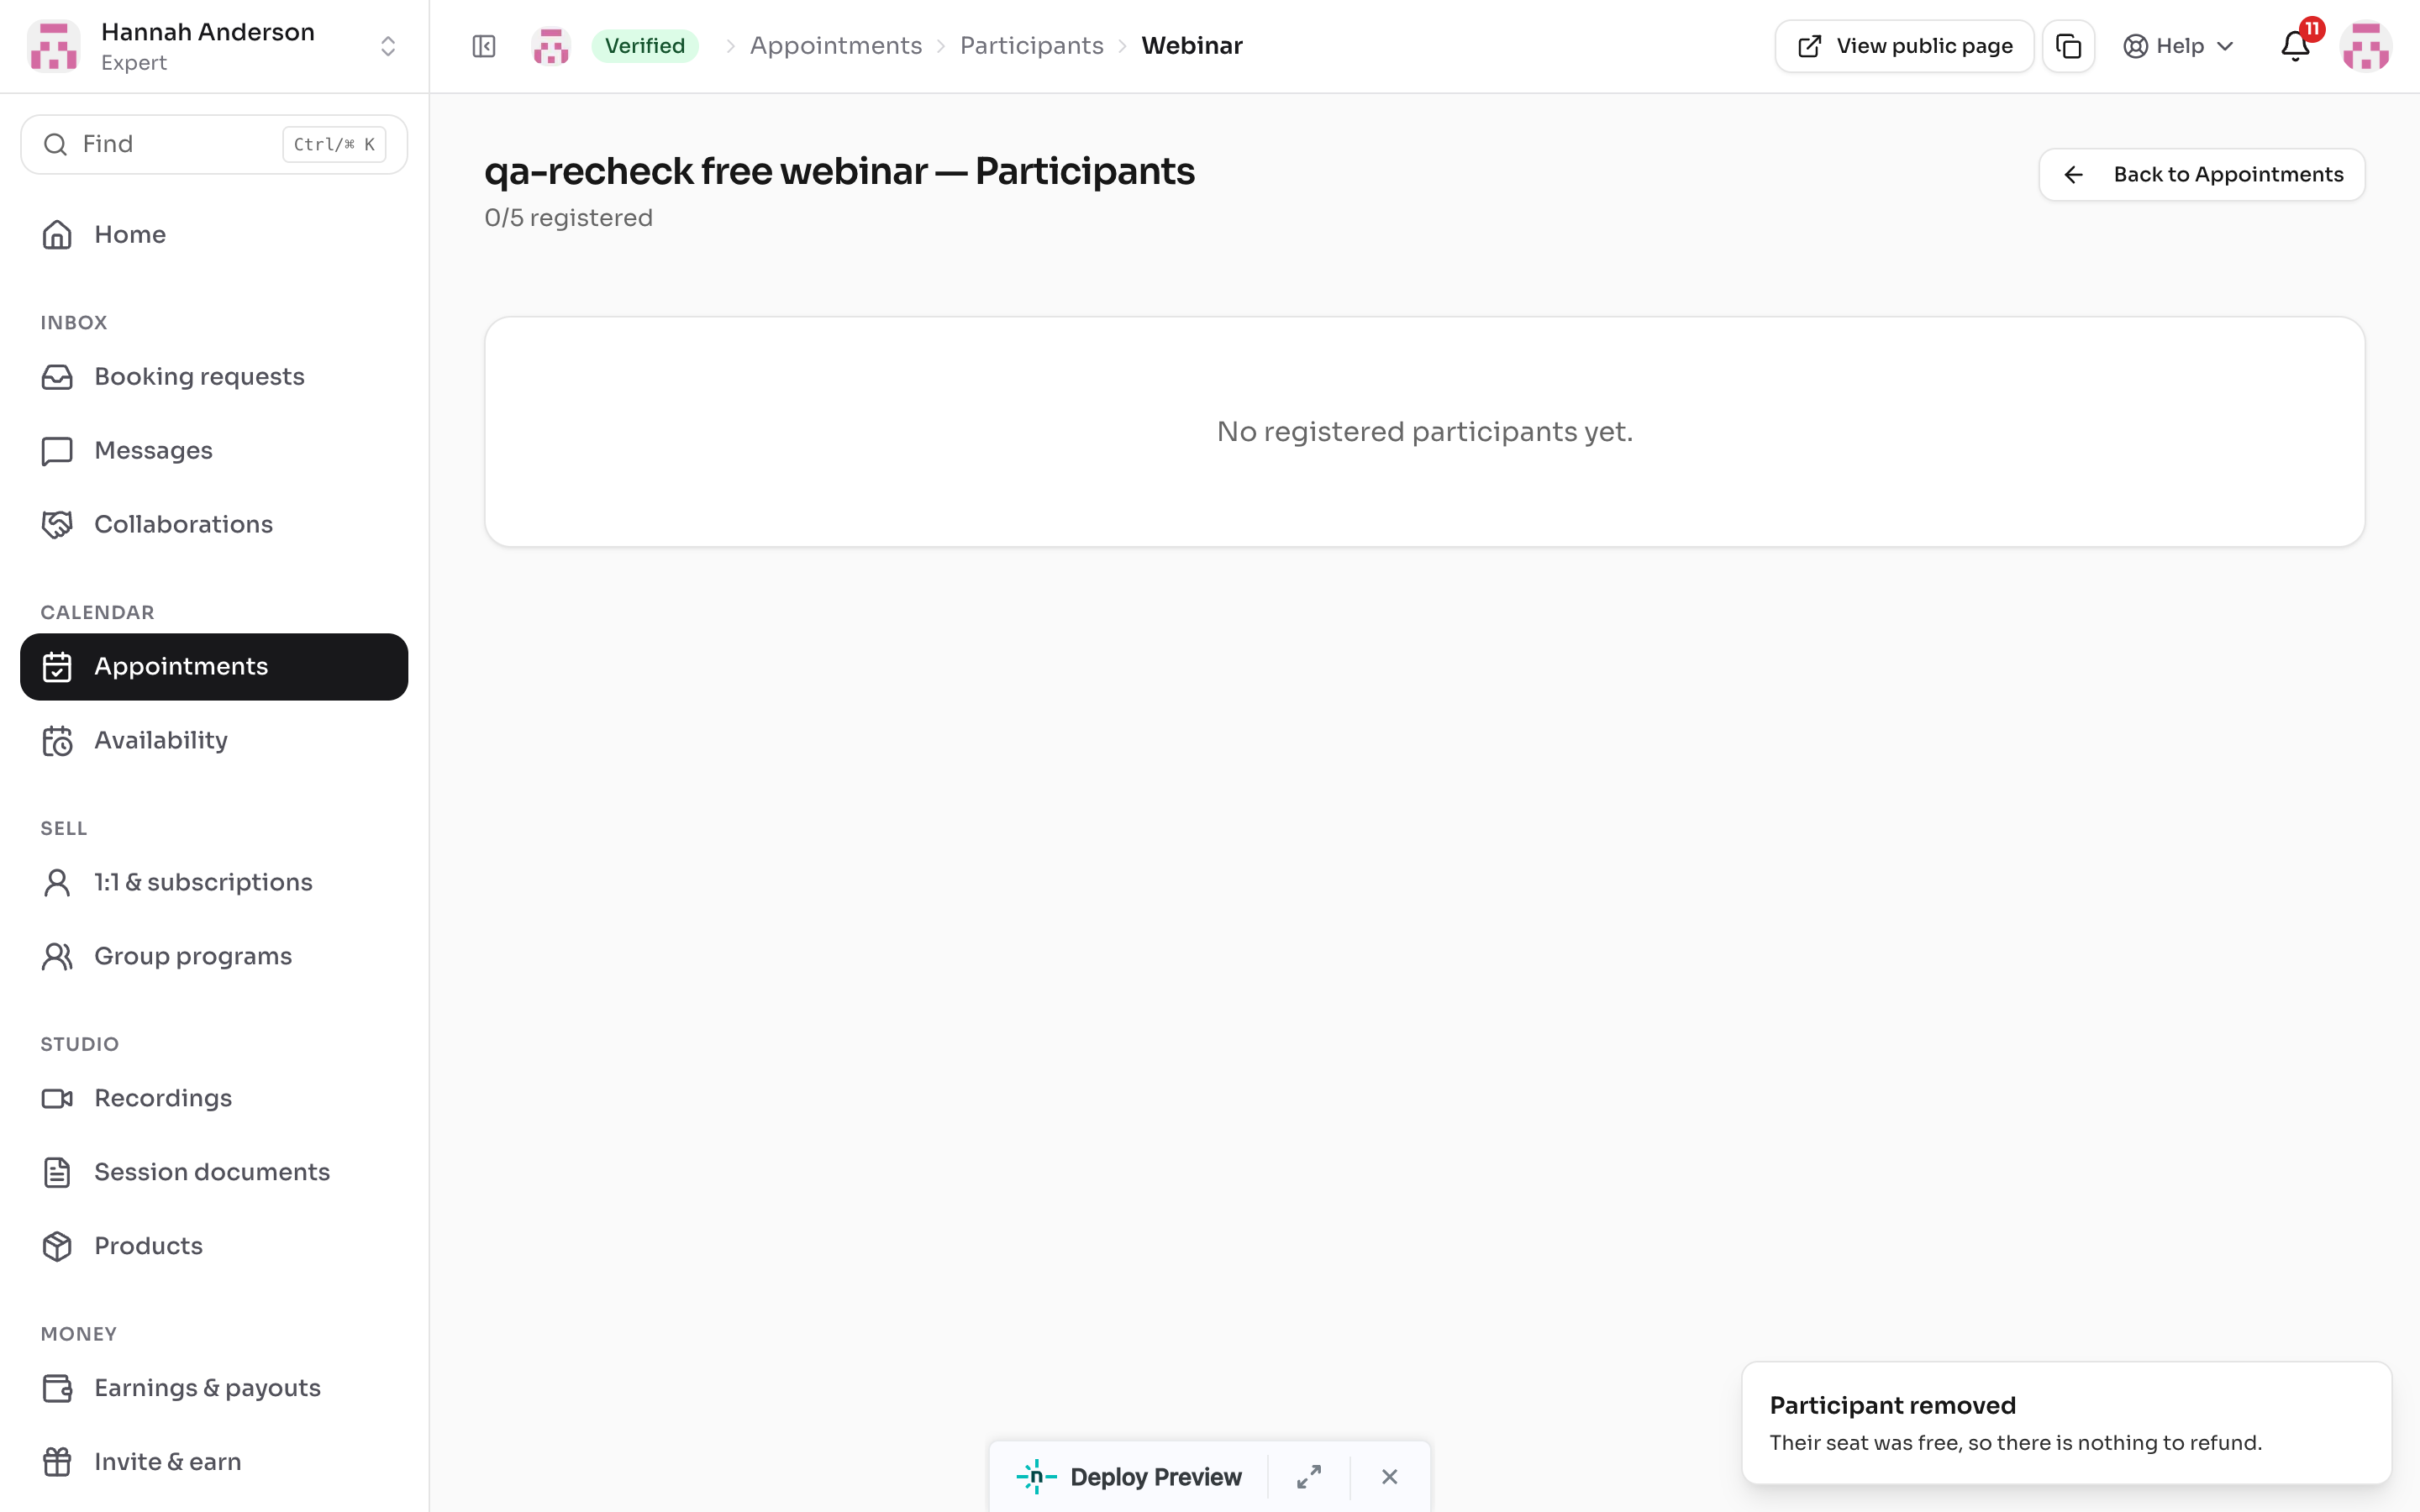 Hannah Anderson
Expert
Verified
Appointments
Participants
Webinar
View public page
Help
11
Find
Ctrl/⌘ K
Home
INBOX
Booking requests
Messages
Collaborations
CALENDAR
Appointments
Availability
SELL
1:1 & subscriptions
Group programs
STUDIO
Recordings
Session documents
Products
MONEY
Earnings & payouts
Invite & earn
qa-recheck free webinar — Participants
0/5 registered
Back to Appointments
No registered participants yet.
Participant removed
Their seat was free, so there is nothing to refund.
n Deploy Preview